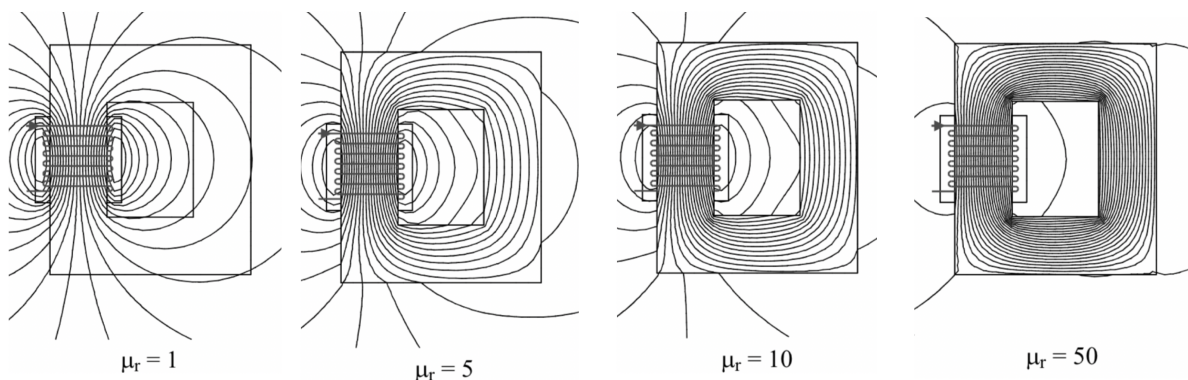 μr = 1
μr = 5
μr = 10
μr = 50